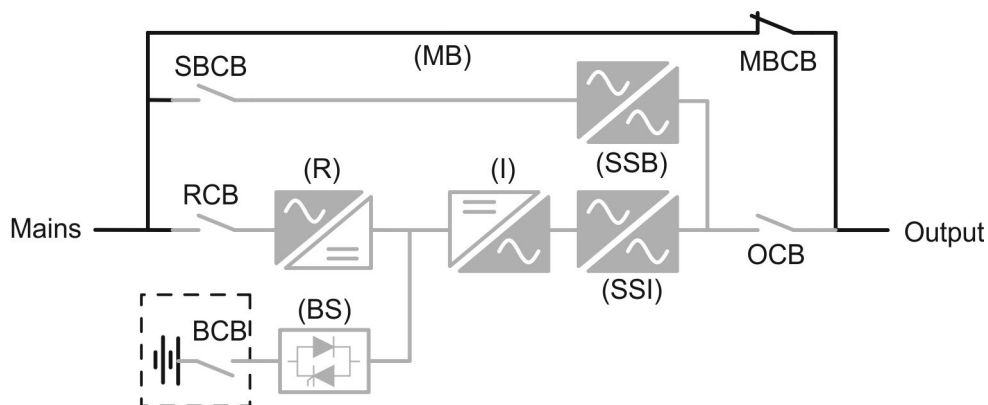 (MB)
MBCB
SBCB
(SSB)
(R)
(I)
RCB
Mains
Output
OCB
(SSI)
(BS)
BCB